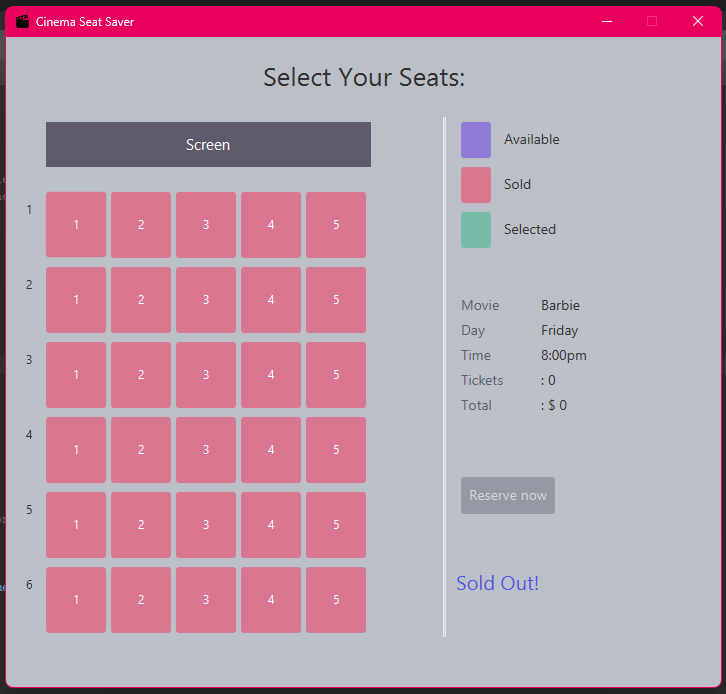 Cinema Seat Saver
Select Your Seats:
Screen
1 1 2 3 4 5
2 1 2 3 4 5
3 1 2 3 4 5
4 1 2 3 4 5
5 1 2 3 4 5
6 1 2 3 4 5
Available
Sold
Selected
Movie Barbie
Day Friday
Time 8:00pm
Tickets : 0
Total : $ 0
Reserve now
Sold Out!